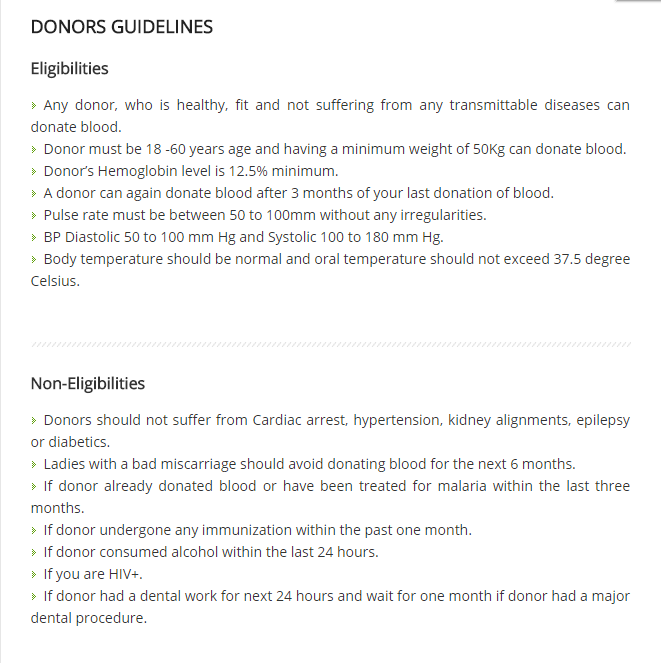 DONORS GUIDELINES
Eligibilities
Any donor, who is healthy, fit and not suffering from any transmittable diseases can
donate blood.
Donor must be 18 -60 years age and having a minimum weight of 50Kg can donate blood.
Donor's Hemoglobin level is 12.5% minimum.
A donor can again donate blood after 3 months of your last donation of blood.
Pulse rate must be between 50 to 100mm without any irregularities.
BP Diastolic 50 to 100 mm Hg and Systolic 100 to 180 mm Hg.
Body temperature should be normal and oral temperature should not exceed 37.5 degree
Celsius.
Non-Eligibilities
Donors should not suffer from Cardiac arrest, hypertension, kidney alignments, epilepsy
or diabetics.
Ladies with a bad miscarriage should avoid donating blood for the next 6 months.
If donor already donated blood or have been treated for malaria within the last three
months.
If donor undergone any immunization within the past one month.
If donor consumed alcohol within the last 24 hours.
If you are HIV+.
If donor had a dental work for next 24 hours and wait for one month if donor had a major
dental procedure.